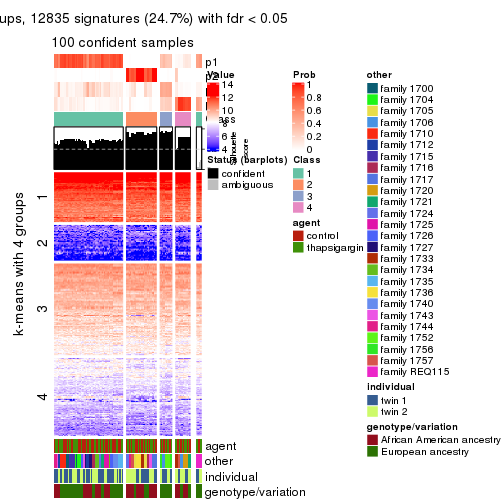 ups, 12835 signatures (24.7%) with fdr < 0.05
100 confident samples
p1
p2
Value
14
12
10
8
6
4
Status (barplots)
confident
ambiguous
Prob
1
0.8
0.6
0.4
0.2
0
Class
1
2
3
4
agent
control
thapsigargin
other
family 1700
family 1704
family 1705
family 1706
family 1710
family 1712
family 1715
family 1716
family 1717
family 1720
family 1721
family 1724
family 1725
family 1726
family 1727
family 1733
family 1734
family 1735
family 1736
family 1740
family 1743
family 1744
family 1752
family 1756
family 1757
family REQ115
individual
twin 1
twin 2
genotype/variation
African American ancestry
European ancestry
k-means with 4 groups
1
2
3
4
agent
other
individual
genotype/variation